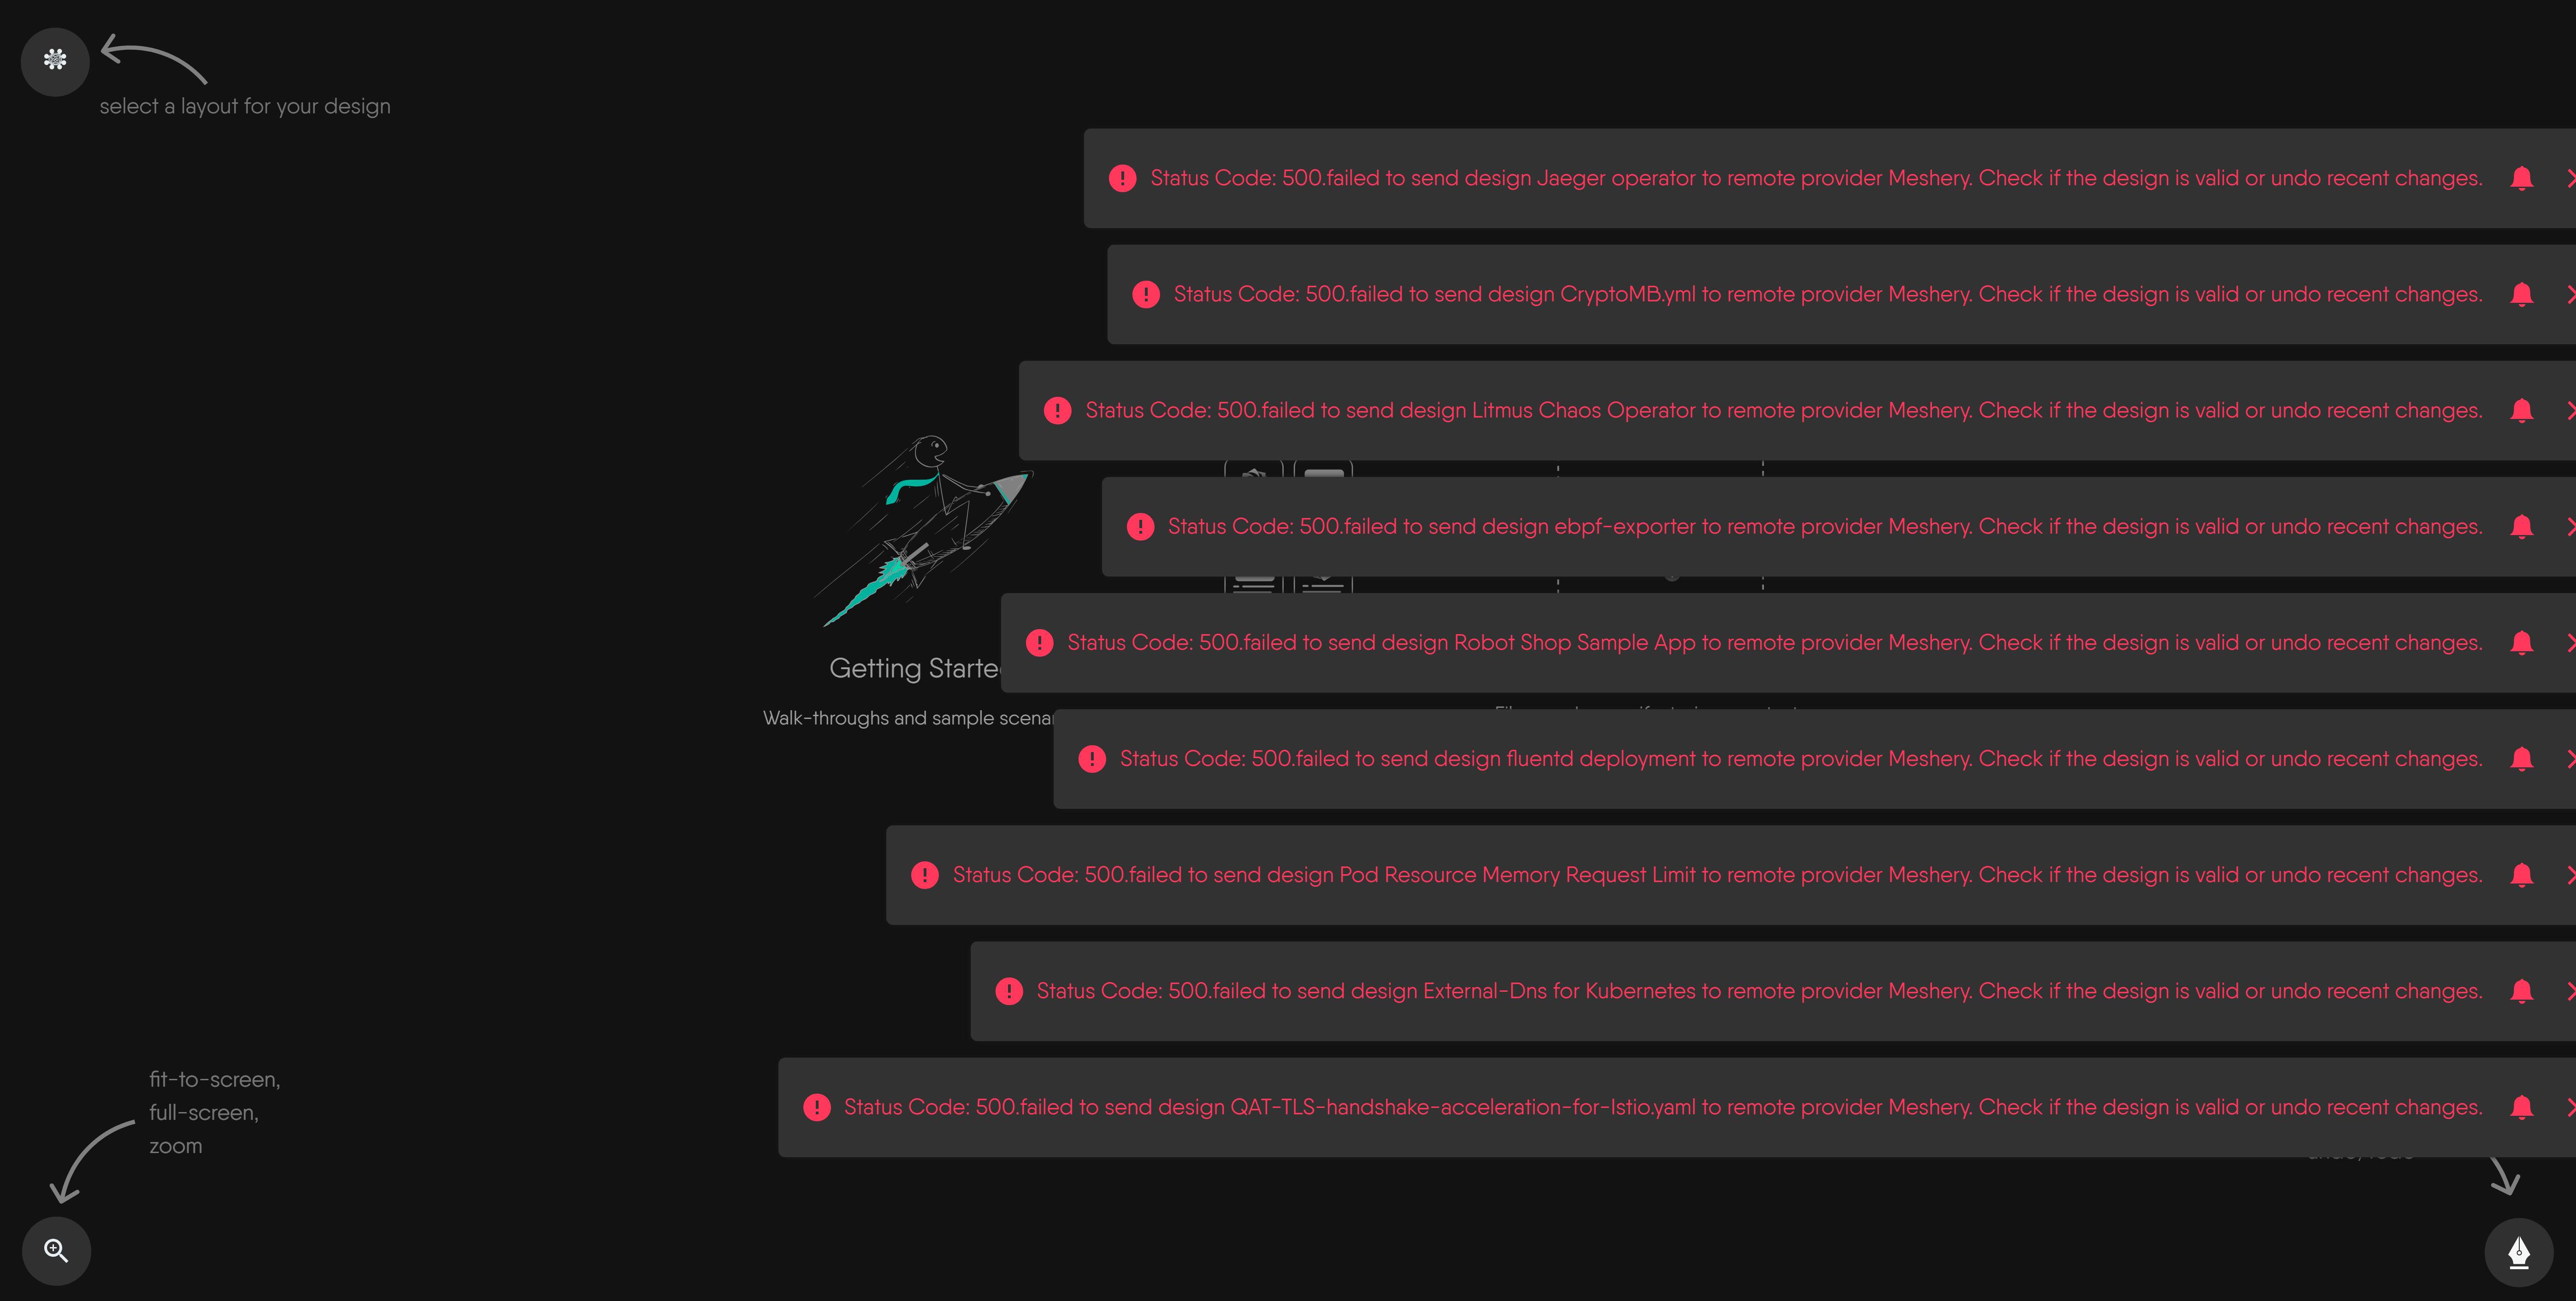 select a layout for your design
Status Code: 500.failed to send design Jaeger operator to remote provider Meshery. Check if the design is valid or undo recent changes.
Status Code: 500.failed to send design CryptoMB.yml to remote provider Meshery. Check if the design is valid or undo recent changes.
Status Code: 500.failed to send design Litmus Chaos Operator to remote provider Meshery. Check if the design is valid or undo recent changes.
Status Code: 500.failed to send design ebpf-exporter to remote provider Meshery. Check if the design is valid or undo recent changes.
Status Code: 500.failed to send design Robot Shop Sample App to remote provider Meshery. Check if the design is valid or undo recent changes.
Getting Starte
Walk-throughs and sample scenar
Status Code: 500.failed to send design fluentd deployment to remote provider Meshery. Check if the design is valid or undo recent changes.
Status Code: 500.failed to send design Pod Resource Memory Request Limit to remote provider Meshery. Check if the design is valid or undo recent changes.
Status Code: 500.failed to send design External-Dns for Kubernetes to remote provider Meshery. Check if the design is valid or undo recent changes.
Status Code: 500.failed to send design QAT-TLS-handshake-acceleration-for-Istio.yaml to remote provider Meshery. Check if the design is valid or undo recent changes.
fit-to-screen,
full-screen,
zoom